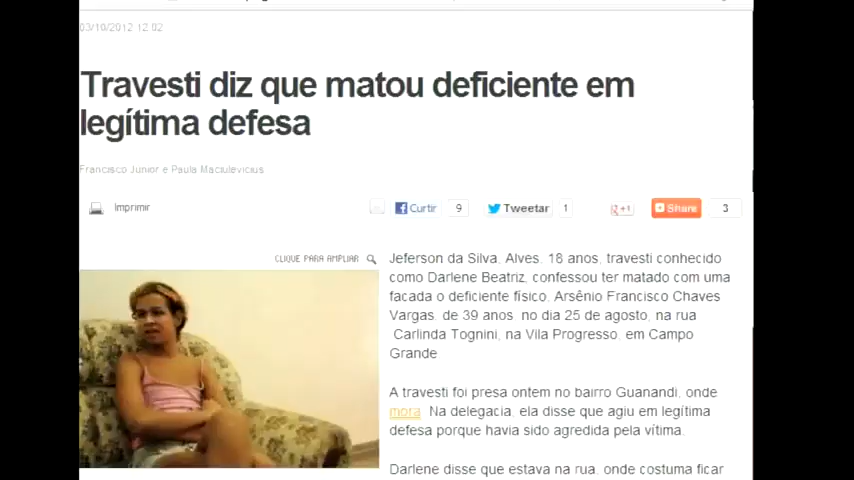 03/10/2012 12:02
Travesti diz que matou deficiente em
legítima defesa
Francisco Junior e Paula Maciulevicius
Imprimir
Curtir 9 Tweetar 1 +1 Share 3
CLIQUE PARA AMPLIAR
Jeferson da Silva, Alves, 18 anos, travesti conhecido
como Darlene Beatriz, confessou ter matado com uma
facada o deficiente físico, Arsênio Francisco Chaves
Vargas, de 39 anos no dia 25 de agosto, na rua
Carlinda Tognini, na Vila Progresso, em Campo
Grande
A travesti foi presa ontem no bairro Guanandi, onde
mora Na delegacia, ela disse que agiu em legítima
defesa porque havia sido agredida pela vítima.
Darlene disse que estava na rua, onde costuma ficar